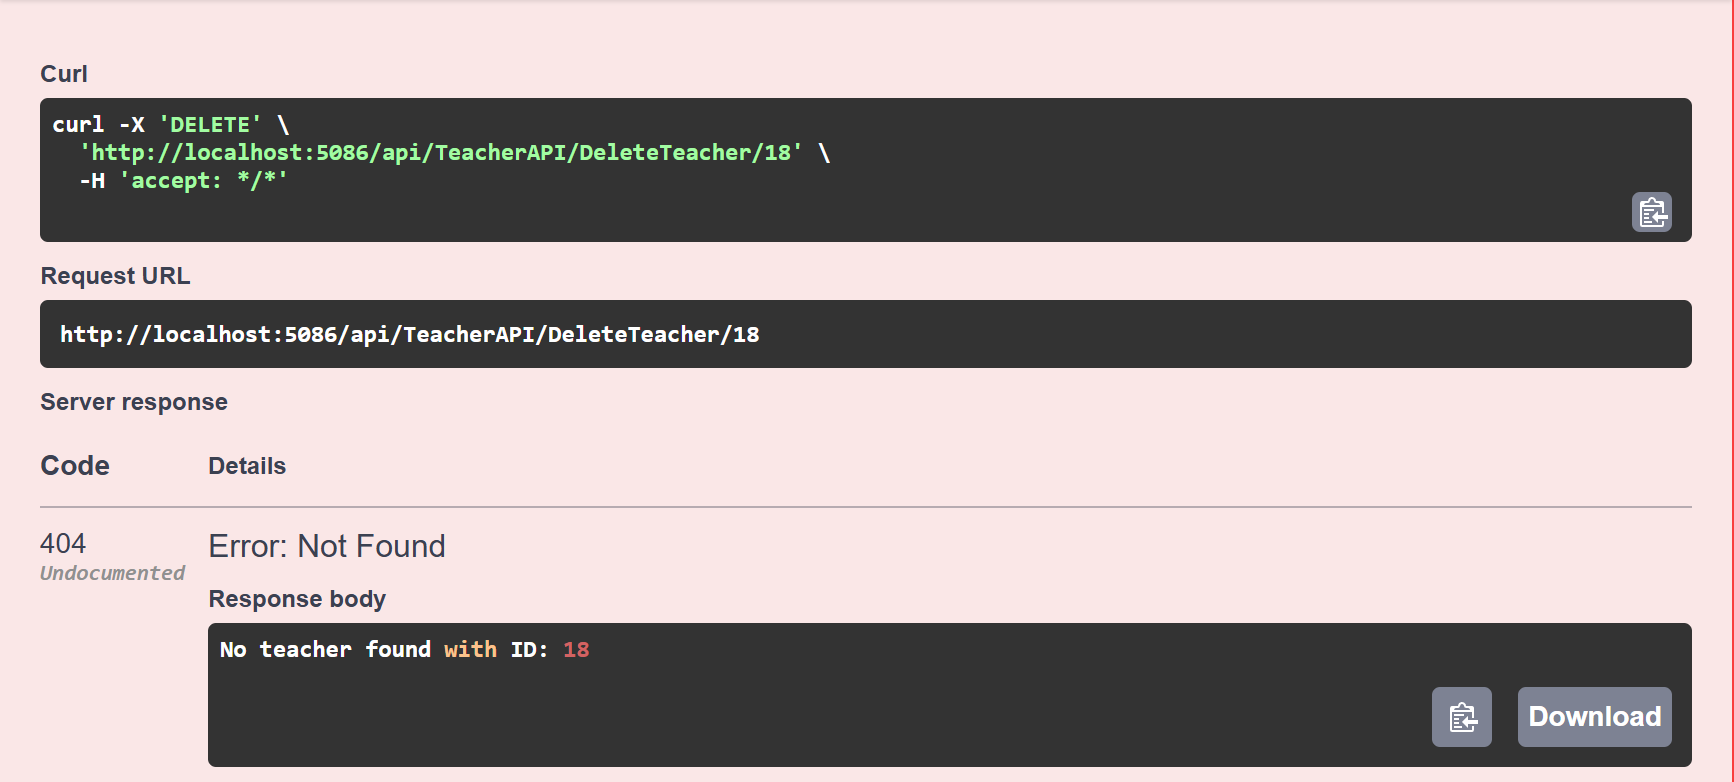 Curl
curl -X 'DELETE' \
  'http://localhost:5086/api/TeacherAPI/DeleteTeacher/18' \
  -H 'accept: */*'
Request URL
http://localhost:5086/api/TeacherAPI/DeleteTeacher/18
Server response
Code Details
404 Error: Not Found
Undocumented
Response body
No teacher found with ID: 18
Download